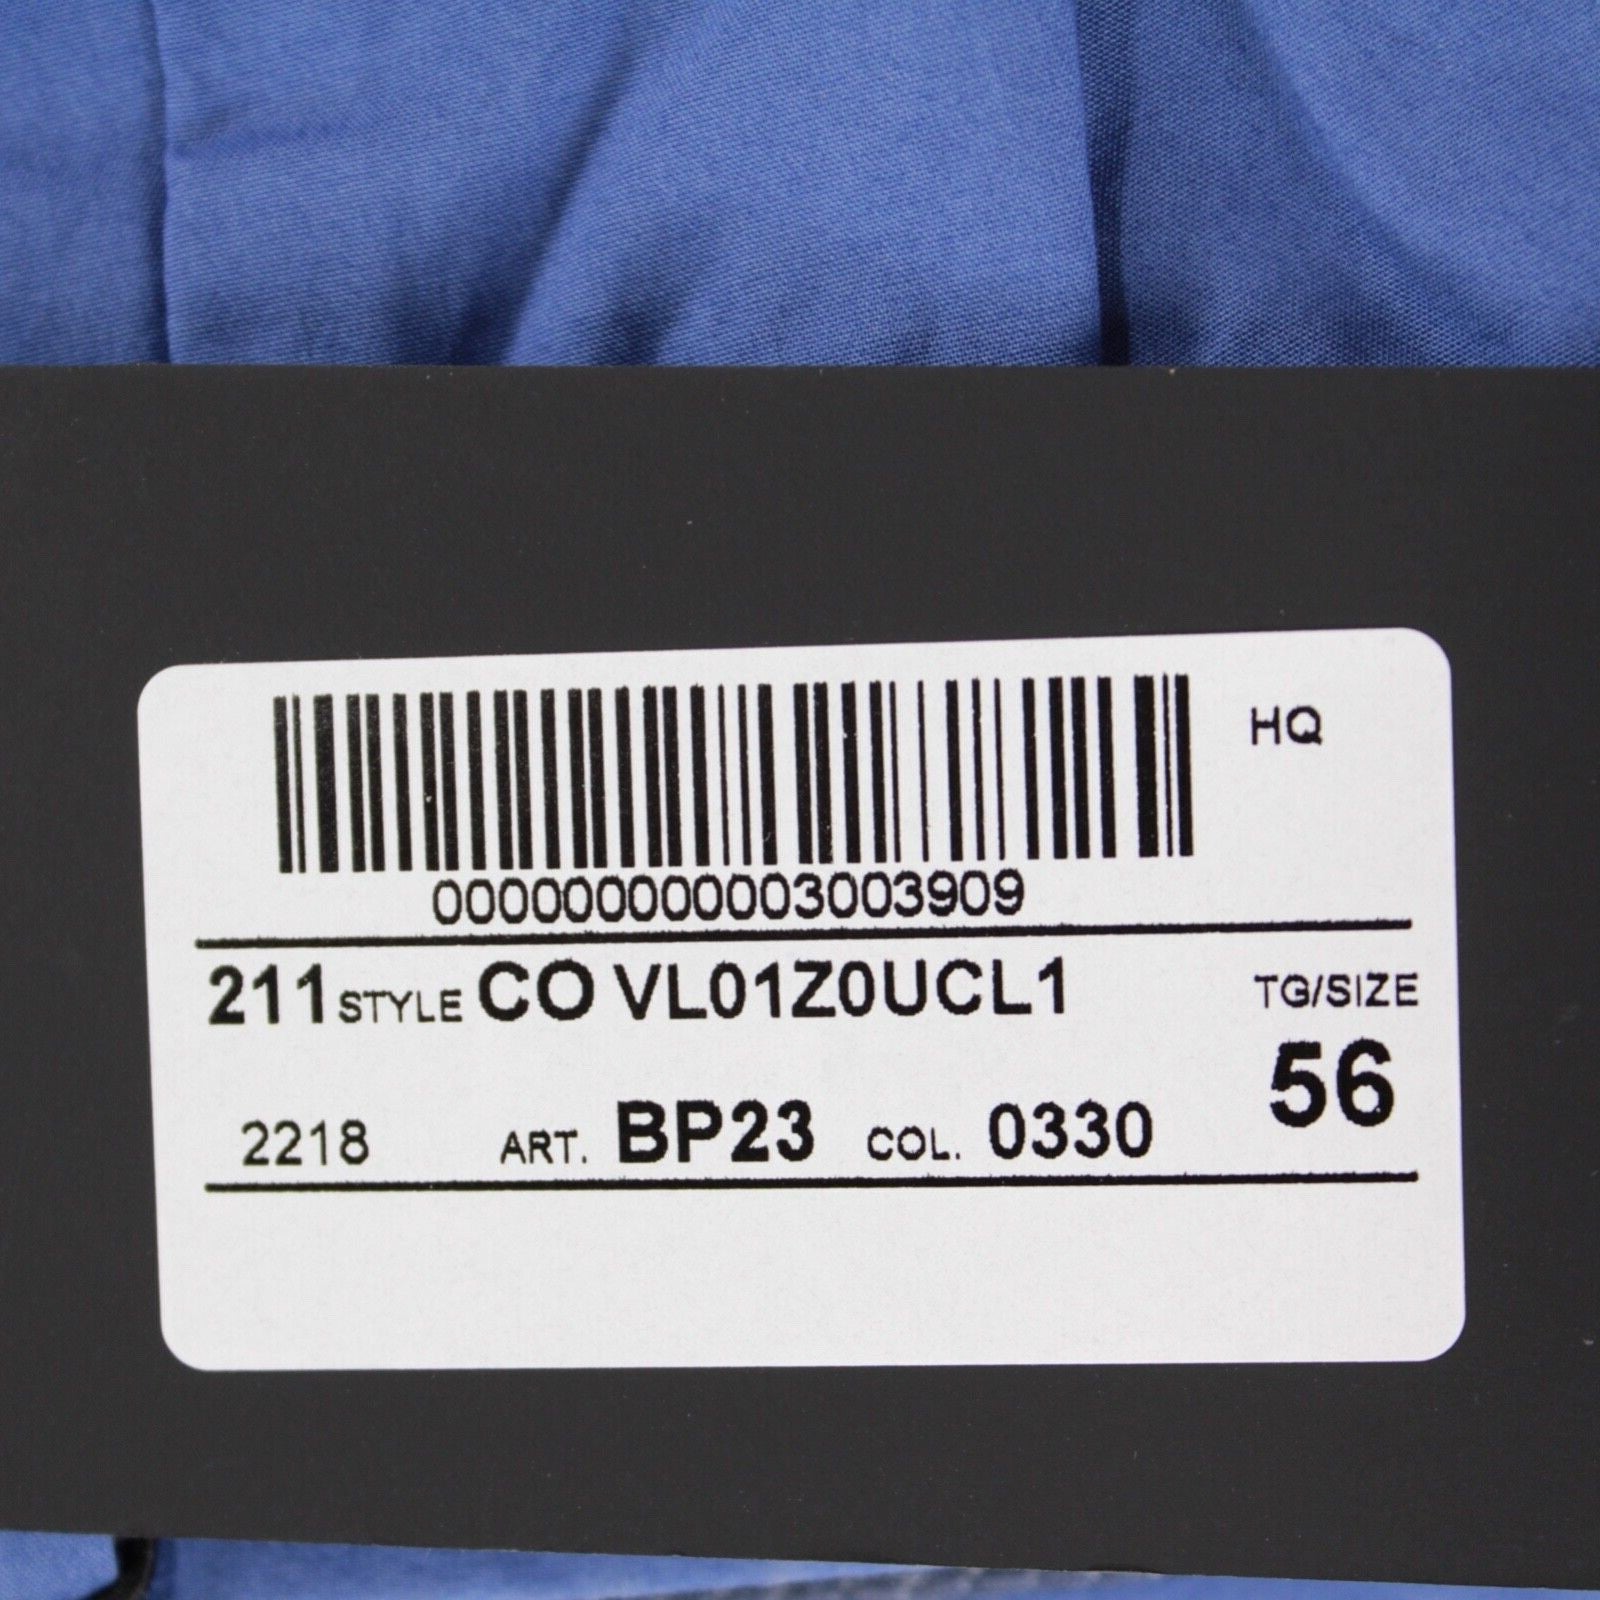 HQ
000000000003003909
211 STYLE CO VL01Z0UCL1
TG/SIZE
56
2218 ART. BP23 COL. 0330